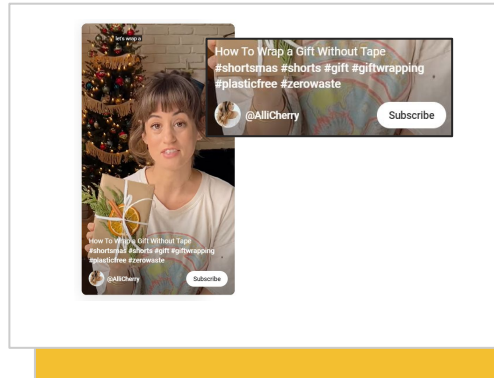 let's wrap a
How To Wrap a Gift Without Tape
#shortsmas #shorts #gift #giftwrapping
#plasticfree #zerowaste
@AlliCherry
Subscribe
How To Wrap a Gift Without Tape
#shortsmas #shorts #gift #giftwrapping
#plasticfree #zerowaste
@AlliCherry
Subscribe